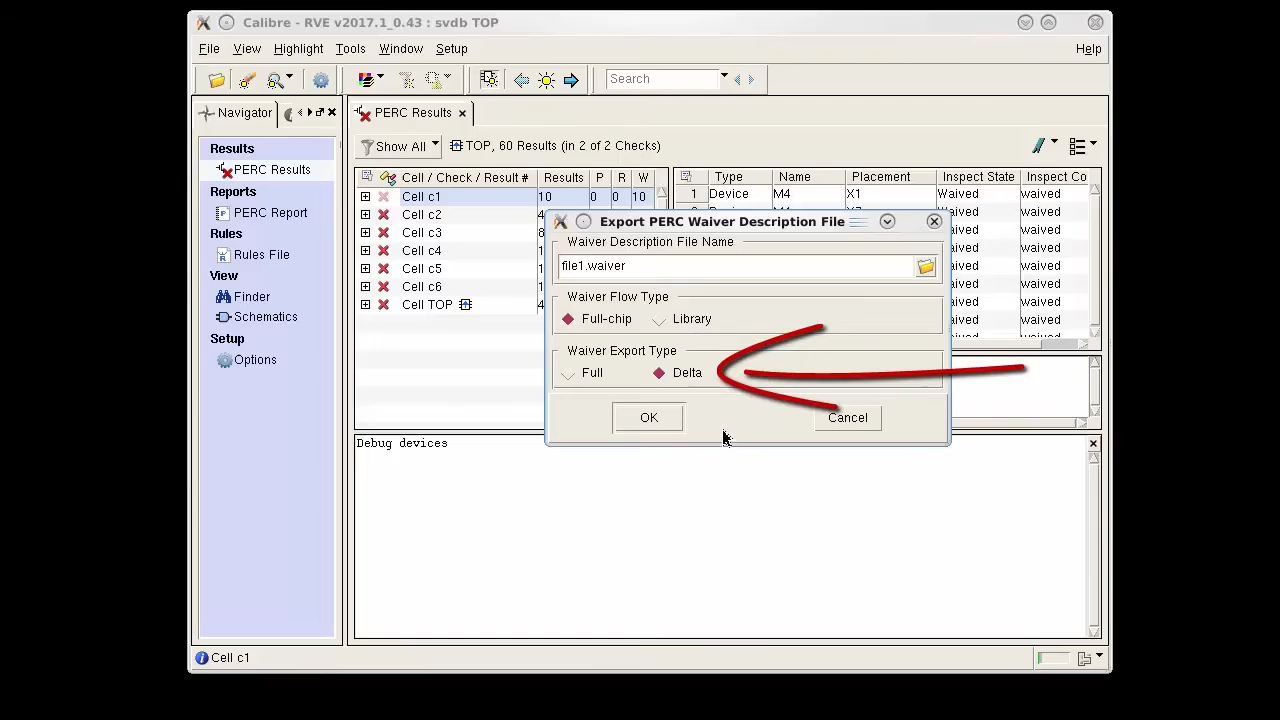 Calibre - RVE v2017.1_0.43 : svdb TOP
File View Highlight Tools Window Setup Help
Search
Navigator
PERC Results
Results
PERC Results
Reports
PERC Report
Rules
Rules File
View
Finder
Schematics
Setup
Options
Show All TOP, 60 Results (in 2 of 2 Checks)
Cell / Check / Result # Results P R W
Cell c1 10 0 0 10
Cell c2 4
Cell c3 8
Cell c4 1
Cell c5 1
Cell c6 1
Cell TOP 4
Type Name Placement Inspect State Inspect Co
1 Device M4 X1 Waived waived
Waived waived
waived
waived
waived
waived
waived
waived
Export PERC Waiver Description File
Waiver Description File Name
file1.waiver
Waiver Flow Type
Full-chip Library
Waiver Export Type
Full Delta
OK Cancel
Debug devices
Cell c1